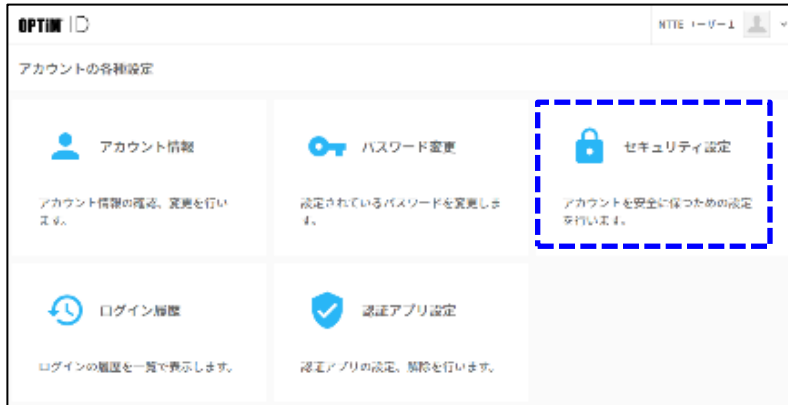 OPTiM ID
NTTE ユーザー1
アカウントの各種設定
アカウント情報
パスワード変更
セキュリティ設定
アカウント情報の確認、変更を行い
ます。
設定されているパスワードを変更しま
す。
アカウントを安全に保つための設定
を行います。
ログイン履歴
認証アプリ設定
ログインの履歴を一覧で表示します。
認証アプリの設定、解除を行います。